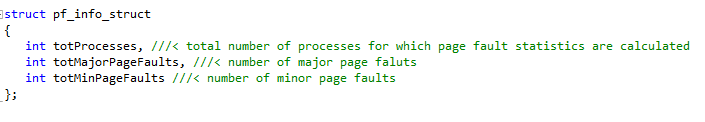 struct pf_info_struct
{
int totProcesses, ///< total number of processes for which page fault statistics are calculated
int totMajorPageFaults, ///< number of major page faluts
int totMinPageFaults ///< number of minor page faults
};